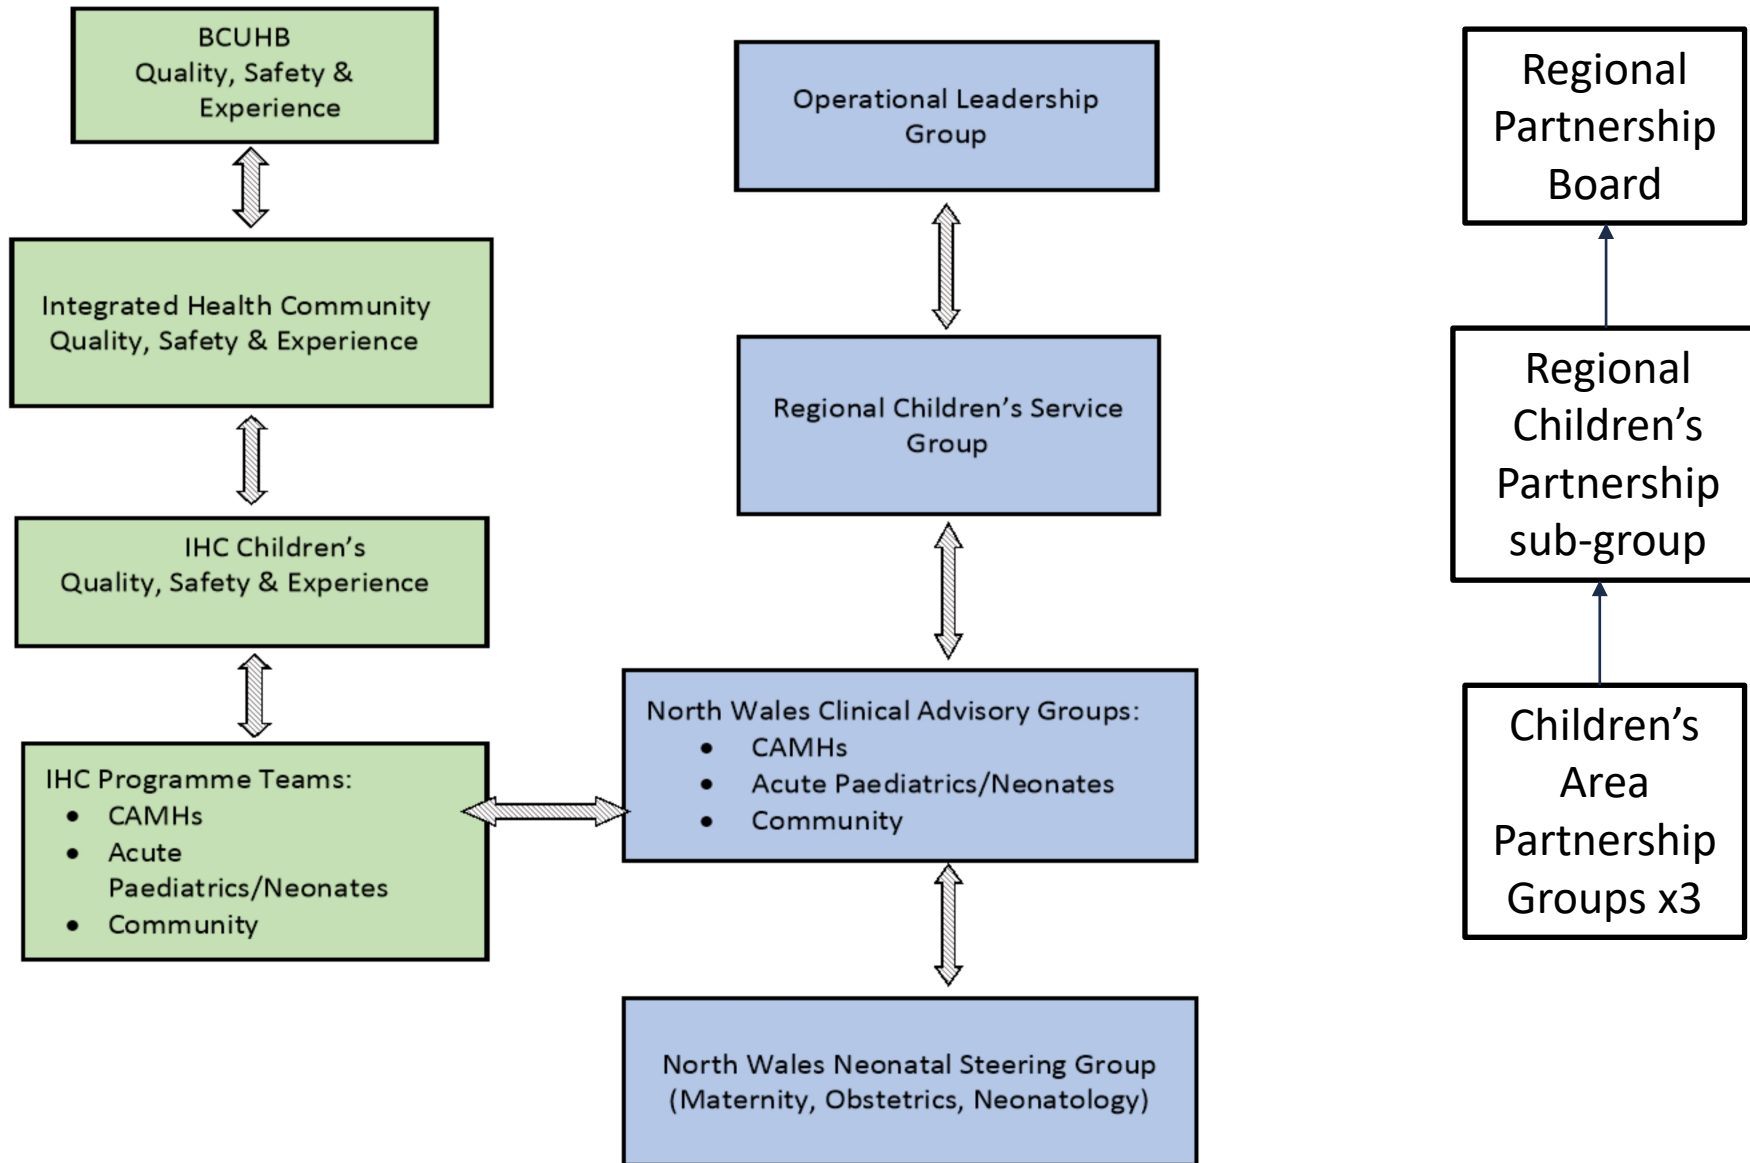 BCUHB
Quality, Safety &
Experience
Integrated Health Community
Quality, Safety & Experience
IHC Children's
Quality, Safety & Experience
IHC Programme Teams:
• CAMHs
• Acute
Paediatrics/Neonates
• Community
Operational Leadership
Group
Regional Children’s Service
Group
North Wales Clinical Advisory Groups:
• CAMHs
• Acute Paediatrics/Neonates
• Community
North Wales Neonatal Steering Group
(Maternity, Obstetrics, Neonatology)
Regional
Partnership
Board
Regional
Children’s
Partnership
sub-group
Children’s
Area
Partnership
Groups x3